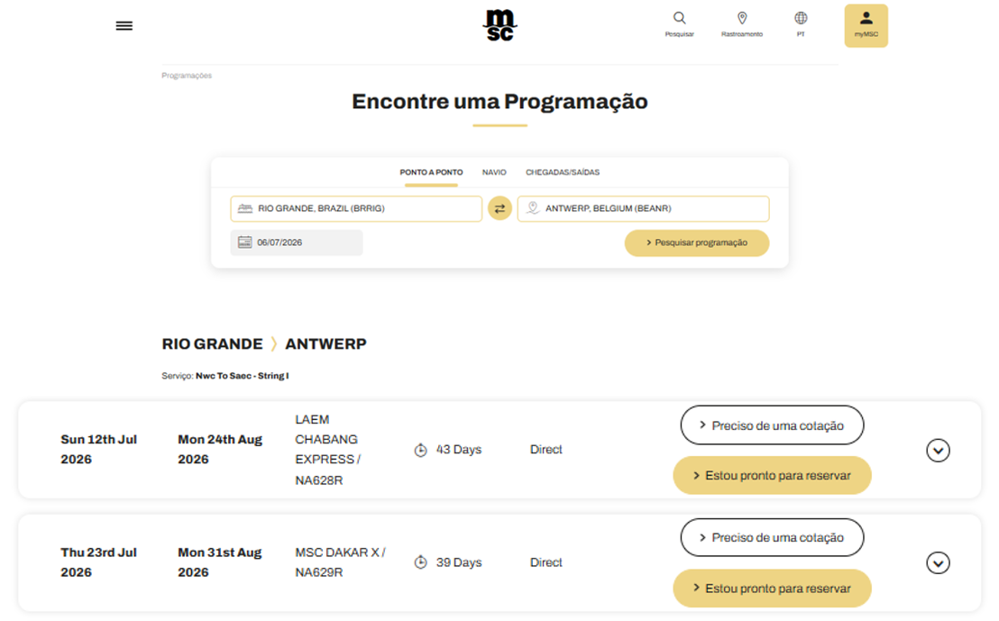 msc
Pesquisar
Rastreamento
PT
myMSC
Programações
Encontre uma Programação
PONTO A PONTO
NAVIO
CHEGADAS/SAÍDAS
RIO GRANDE, BRAZIL (BRRIG)
ANTWERP, BELGIUM (BEANR)
06/07/2026
Pesquisar programação
RIO GRANDE
ANTWERP
Serviço: Nwc To Saec - String I
Sun 12th Jul
2026
Mon 24th Aug
2026
LAEM
CHABANG
EXPRESS /
NA628R
43 Days
Direct
Preciso de uma cotação
Estou pronto para reservar
Thu 23rd Jul
2026
Mon 31st Aug
2026
MSC DAKAR X /
NA629R
39 Days
Direct
Preciso de uma cotação
Estou pronto para reservar